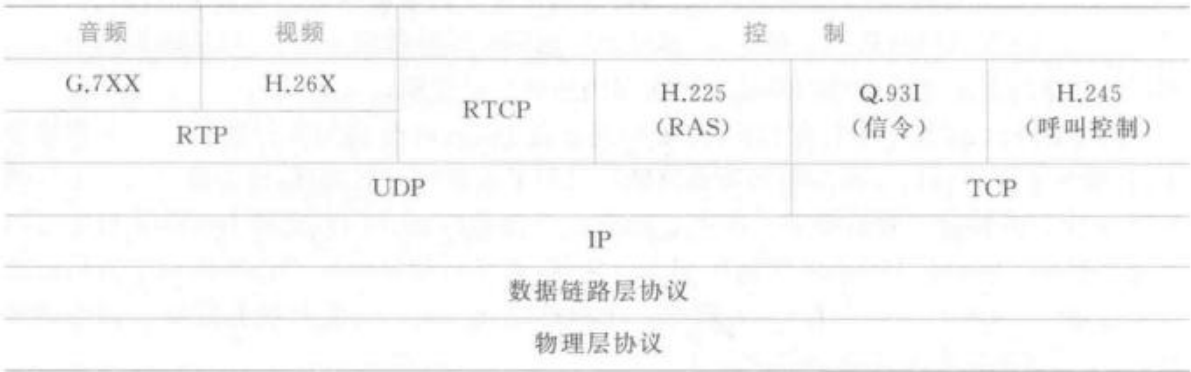 音频 视频 控 制
G.7XX H.26X RTCP H.225 Q.93I H.245
(RAS) (信令) (呼叫控制)
RTP
UDP TCP
IP
数据链路层协议
物理层协议